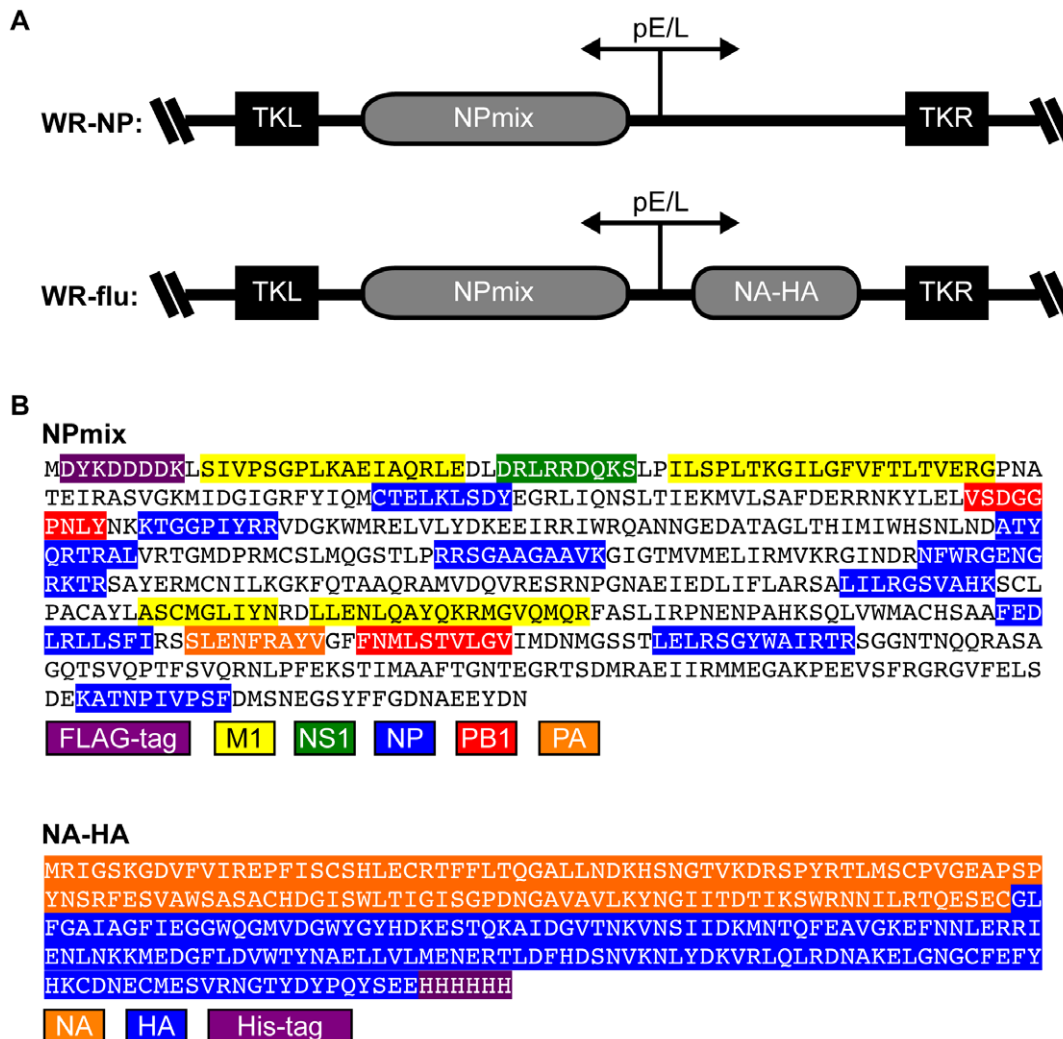 A
pE/L
WR-NP: TKL NPmix TKR
pE/L
WR-flu: TKL NPmix NA-HA TKR
B
NPmix
MDYKDDDDKLSIVPSGPLKAEIAQRLEDLDRLRRDQKSLPILSPLTKGILGFVFTLTVERGPNA
TEIRASVGKMIDGIGRFYIQMCTELKLSDYEGRLIQNSLTIEKMVLSAFDERRNKYLELVSDGG
PNLYNKKTGGPIYRRVDGKWMRELVLYDKEEIRRIWRQANNGEDATAGLTHIMIWHSNLNDATY
QRTRALVRTGMDPRMCSLMQGSTLPRRSGAAGAAVKGIGTMVMELIRMVKRGINDRNFWRGENG
RKTRSAYERMCNILKGKFQTAAQRAMVDQVRESRNPGNAEIEDLIFLARSALILRGSVAHKSCL
PACAYLASCMGLIYNRDLLENLQAYQKRMGVQMQRFASLIRPNENPAHKSQLVWMACHSAAFED
LRLLSFIRSSSLENFRAYVGFFNMLSTVLGVIMDNMGSSTLELRSGYWAIRTRSGGNTNQQRASA
GQTSVQPTFSVQRNLPFEKSTIMAAFTGNTEGRTSDMRAEIIRMMEGAKPEEVSFRGRGVFELS
DEKATNPIVPSFDMSNEGSYFFGDNAEEYDN
FLAG-tag M1 NS1 NP PB1 PA
NA-HA
MRIGSKGDVFVIREPFISCSHLECRTFFLTQGALLNDKHSNGTVKDRSPYRTLMSCPVGEAPSP
YNSRFESVAWSASACHDGISWLTIGISGPDNGAVAVLKYNGIITDTIKSWRNNILRTQESECGL
FGAIAGFIEGGWQGMVDGWYGYHDKESTQKAIDGVTNKVNSIIDKMNTQFEAVGKEFNNLERRI
ENLNKKMEDGFLDVWTYNAELLVLMENERTLDFHDSNVKNLYDKVRLQLRDNAKELGNGCFEFY
HKCDNECMESVRNGTYDYPQYSEEHHHHHH
NA HA His-tag